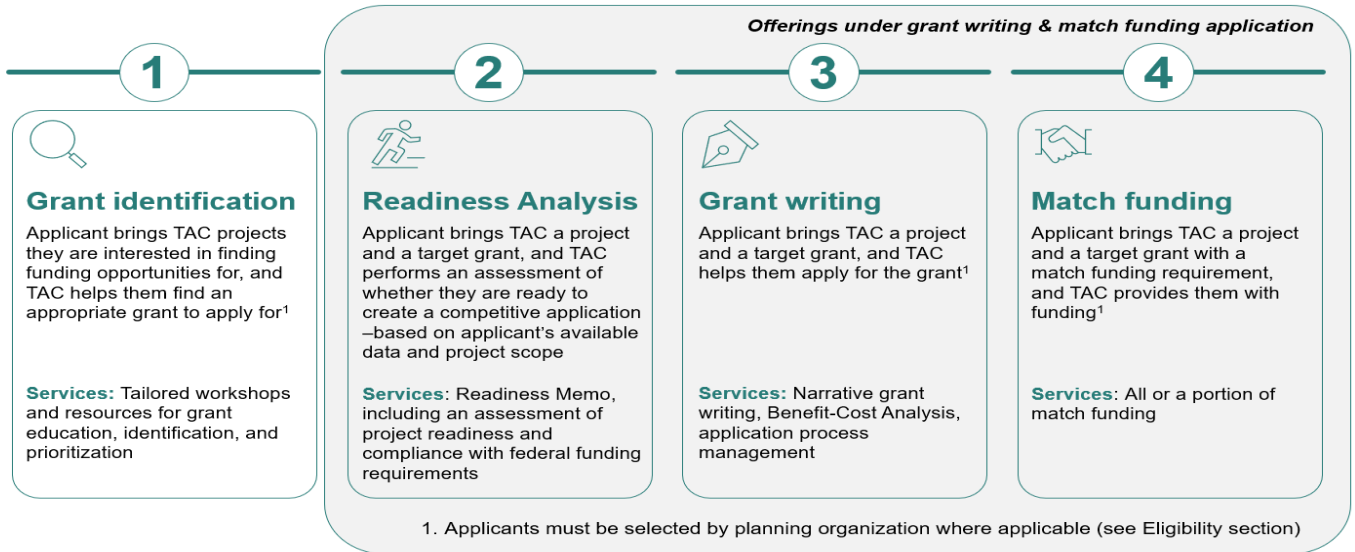 Offerings under grant writing & match funding application
1
2
3
4
Grant identification
Applicant brings TAC projects
they are interested in finding
funding opportunities for, and
TAC helps them find an
appropriate grant to apply for¹
Services: Tailored workshops
and resources for grant
education, identification, and
prioritization
Readiness Analysis
Applicant brings TAC a project
and a target grant, and TAC
performs an assessment of
whether they are ready to
create a competitive application
–based on applicant’s available
data and project scope
Services: Readiness Memo,
including an assessment of
project readiness and
compliance with federal funding
requirements
Grant writing
Applicant brings TAC a project
and a target grant, and TAC
helps them apply for the grant¹
Services: Narrative grant
writing, Benefit-Cost Analysis,
application process
management
Match funding
Applicant brings TAC a project
and a target grant with a
match funding requirement,
and TAC provides them with
funding¹
Services: All or a portion of
match funding
1. Applicants must be selected by planning organization where applicable (see Eligibility section)